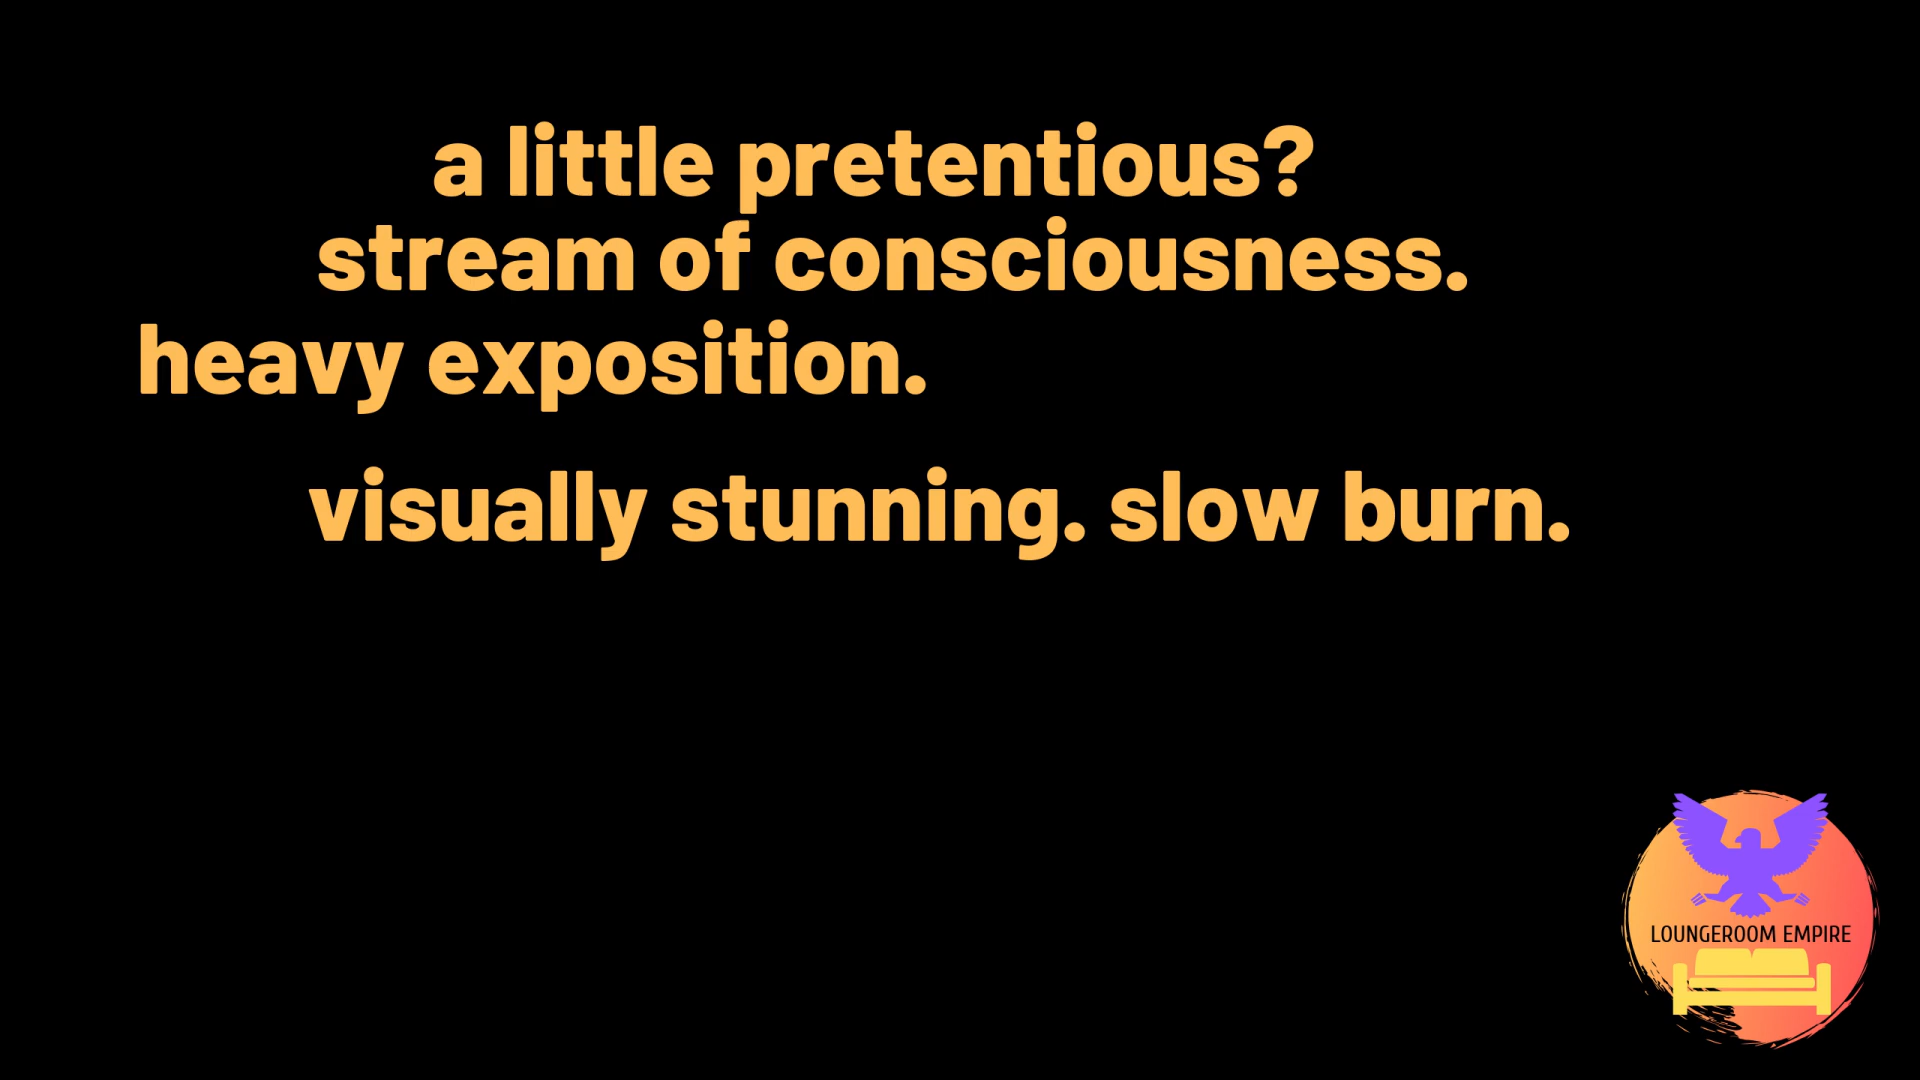 a little pretentious?
stream of consciousness.
heavy exposition.
visually stunning. slow burn.
LOUNGEROOM EMPIRE